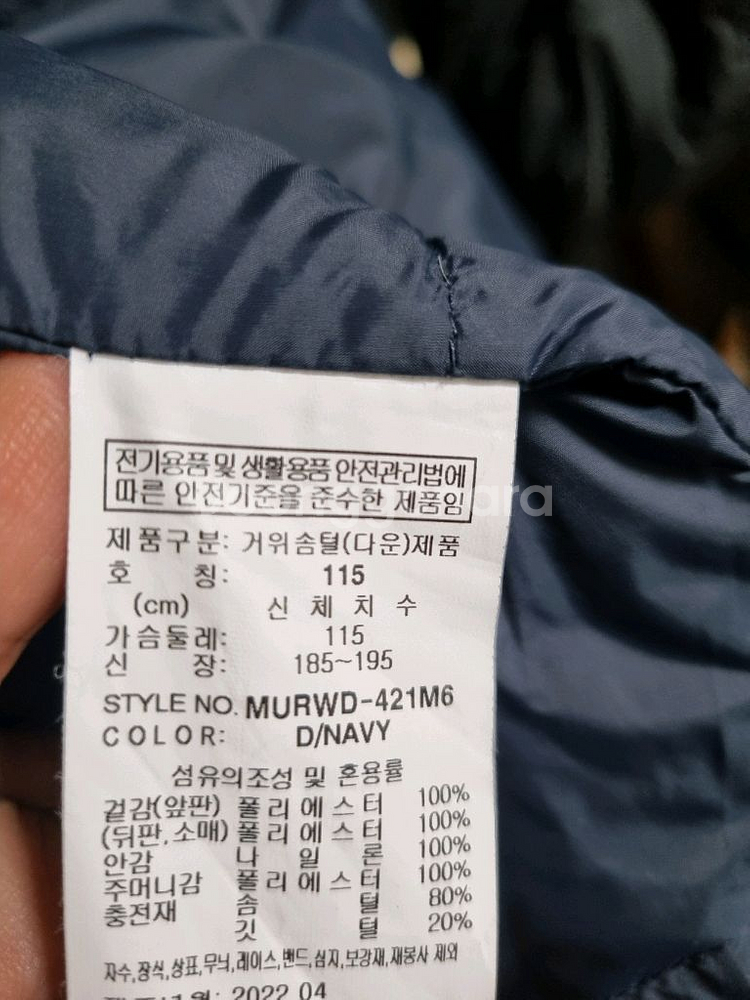 전기용품 및 생활용품 안전관리법에
따른 안전기준을 준수한 제품임
제품구분: 거위솜털(다운)제품
호 칭: 115
(cm) 신 체 치 수
가슴둘레: 115
신 장: 185~195
STYLE NO. MURWD-421M6
COLOR: D/NAVY
섬유의조성 및 혼용률
겉감(앞판) 폴리에스터 100%
(뒤판,소매) 폴리에스터 100%
안감 나 일 론 100%
주머니감 폴리에스터 100%
충전재 솜 털 80%
깃 털 20%
자수,장식,상표,무늬,레이스,밴드,심지,보강재,재봉사 제외
2022.04